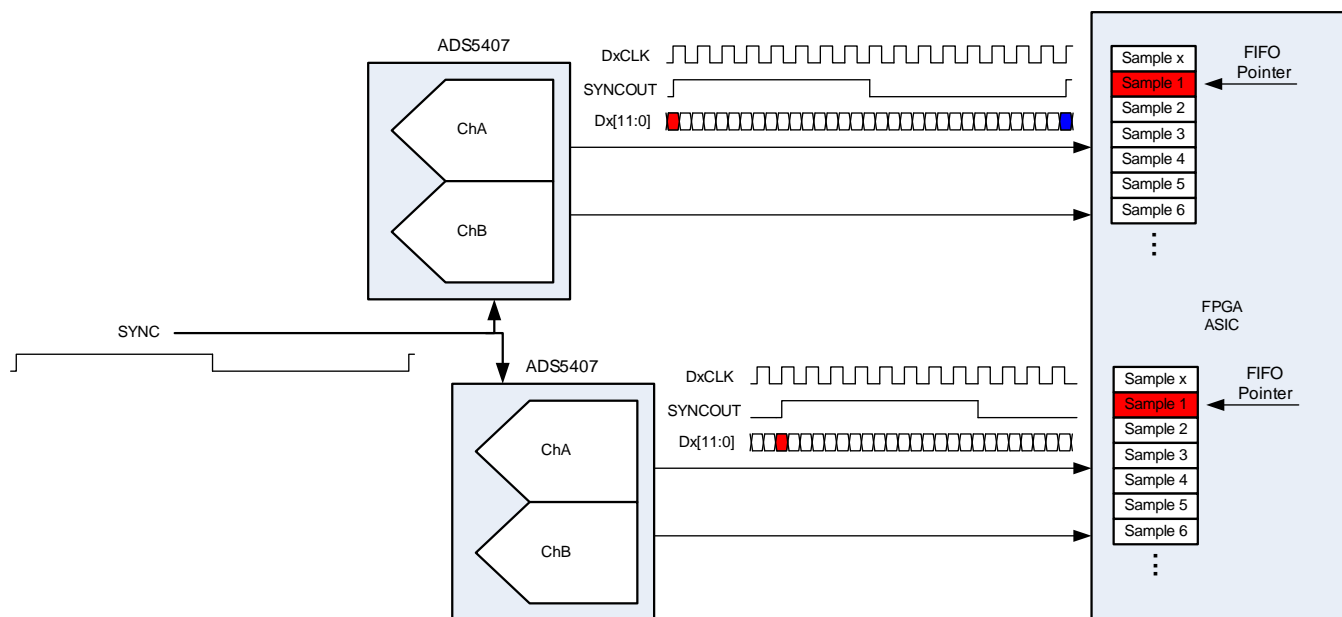 ADS5407
DxCLK
SYNCOUT
Dx[11:0]
ChA
ChB
Sample x
Sample 1
Sample 2
Sample 3
Sample 4
Sample 5
Sample 6
...
FIFO
Pointer
SYNC
FPGA
ASIC
ADS5407
DxCLK
SYNCOUT
Dx[11:0]
ChA
ChB
Sample x
Sample 1
Sample 2
Sample 3
Sample 4
Sample 5
Sample 6
...
FIFO
Pointer